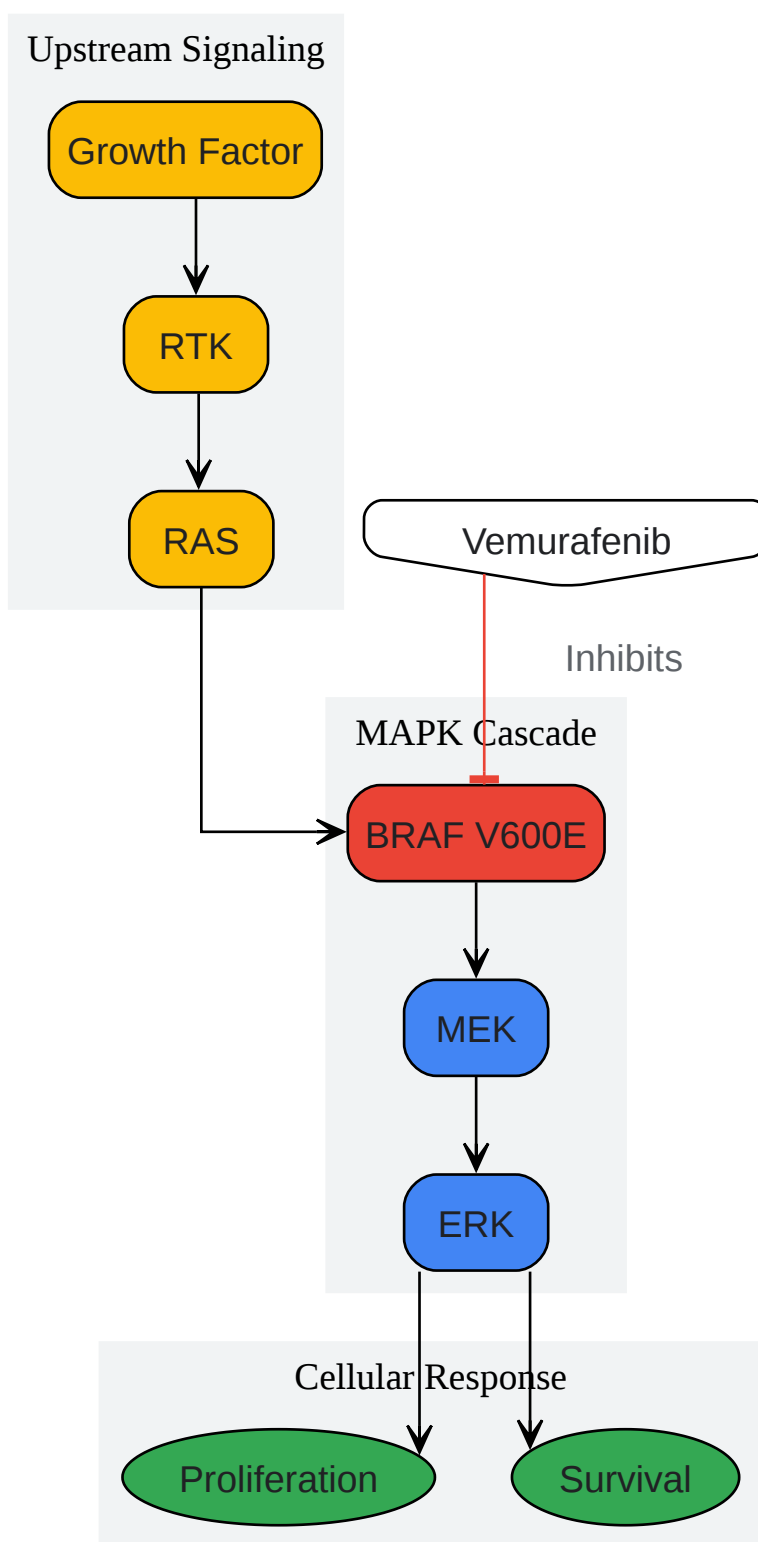 Upstream Signaling
Growth Factor
RTK
RAS
Vemurafenib
Inhibits
MAPK Cascade
BRAF V600E
MEK
ERK
Cellular Response
Proliferation
Survival